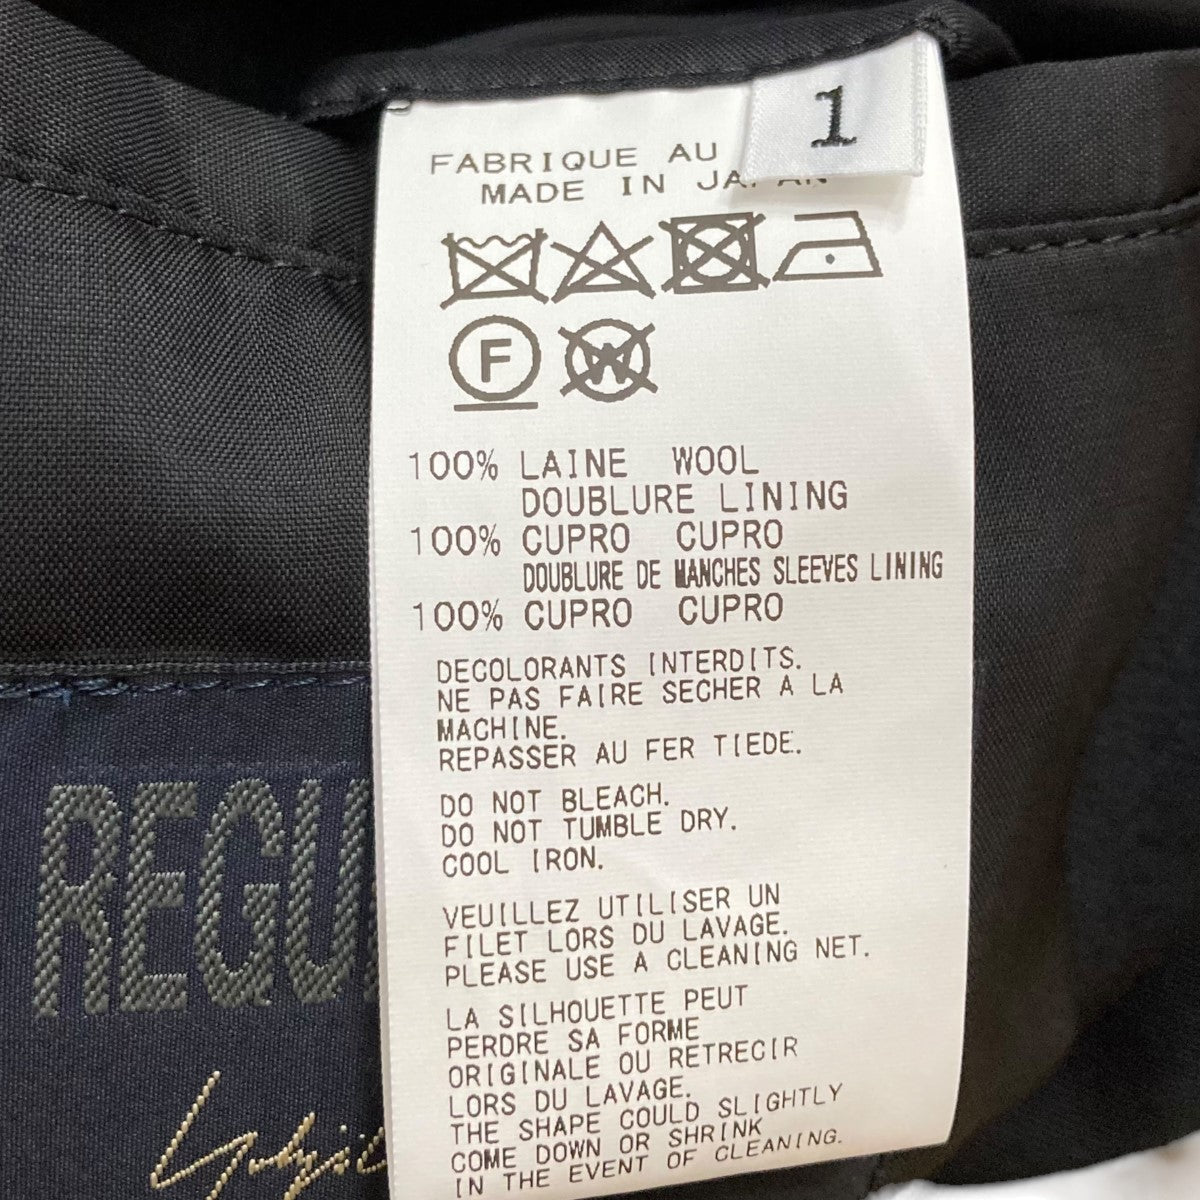 1
FABRIQUE AU
MADE IN JAPAN
F
W
100% LAINE WOOL
DOUBLURE LINING
100% CUPRO CUPRO
DOUBLURE DE MANCHES SLEEVES LINING
100% CUPRO CUPRO
DECOLORANTS INTERDITS.
NE PAS FAIRE SECHER A LA
MACHINE.
REPASSER AU FER TIEDE.
DO NOT BLEACH.
DO NOT TUMBLE DRY.
COOL IRON.
VEUILLEZ UTILISER UN
FILET LORS DU LAVAGE.
PLEASE USE A CLEANING NET.
LA SILHOUETTE PEUT
PERDRE SA FORME
ORIGINALE OU RETRECIR
LORS DU LAVAGE.
THE SHAPE COULD SLIGHTLY
COME DOWN OR SHRINK
IN THE EVENT OF CLEANING.
REGU